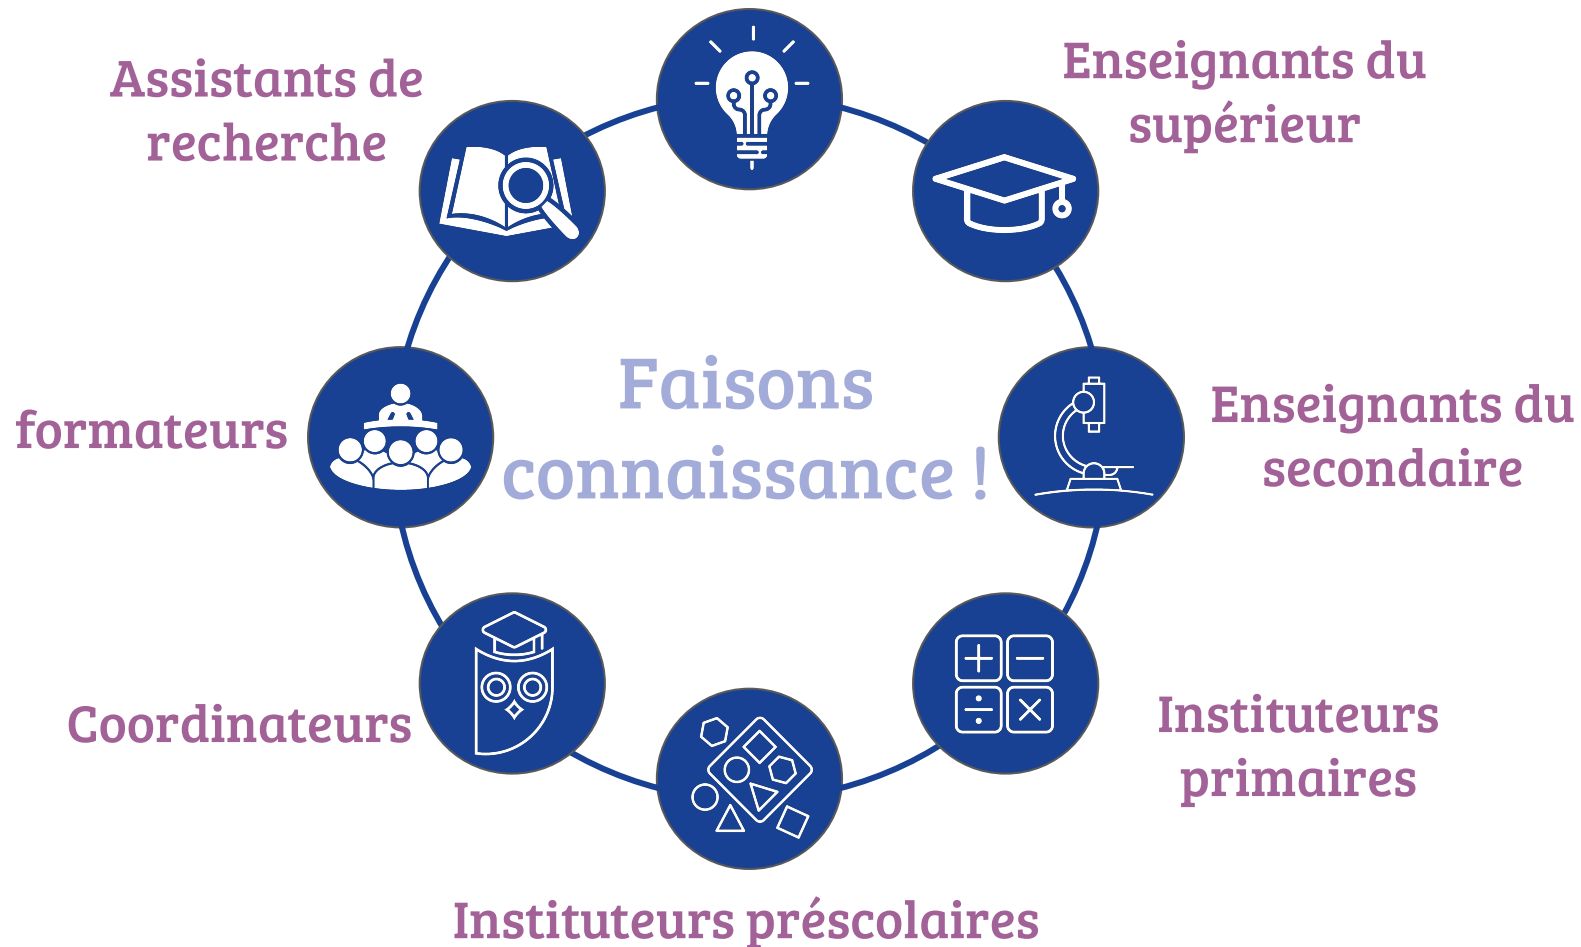 Assistants de
recherche
Enseignants du
supérieur
Faisons
connaissance !
formateurs
Enseignants du
secondaire
Coordinateurs
Instituteurs
primaires
Instituteurs préscolaires